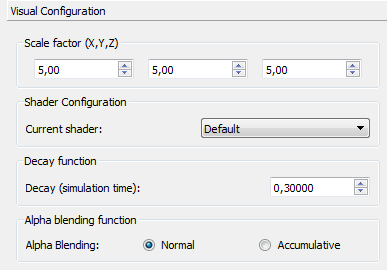 Visual Configuration
Scale factor (X,Y,Z)
5,00 5,00 5,00
Shader Configuration
Current shader: Default
Decay function
Decay (simulation time): 0,30000
Alpha blending function
Alpha Blending: Normal Accumulative